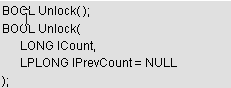 BOOL Unlock( );
BOOL Unlock(
LONG lCount,
LPLONG lPrevCount = NULL
);